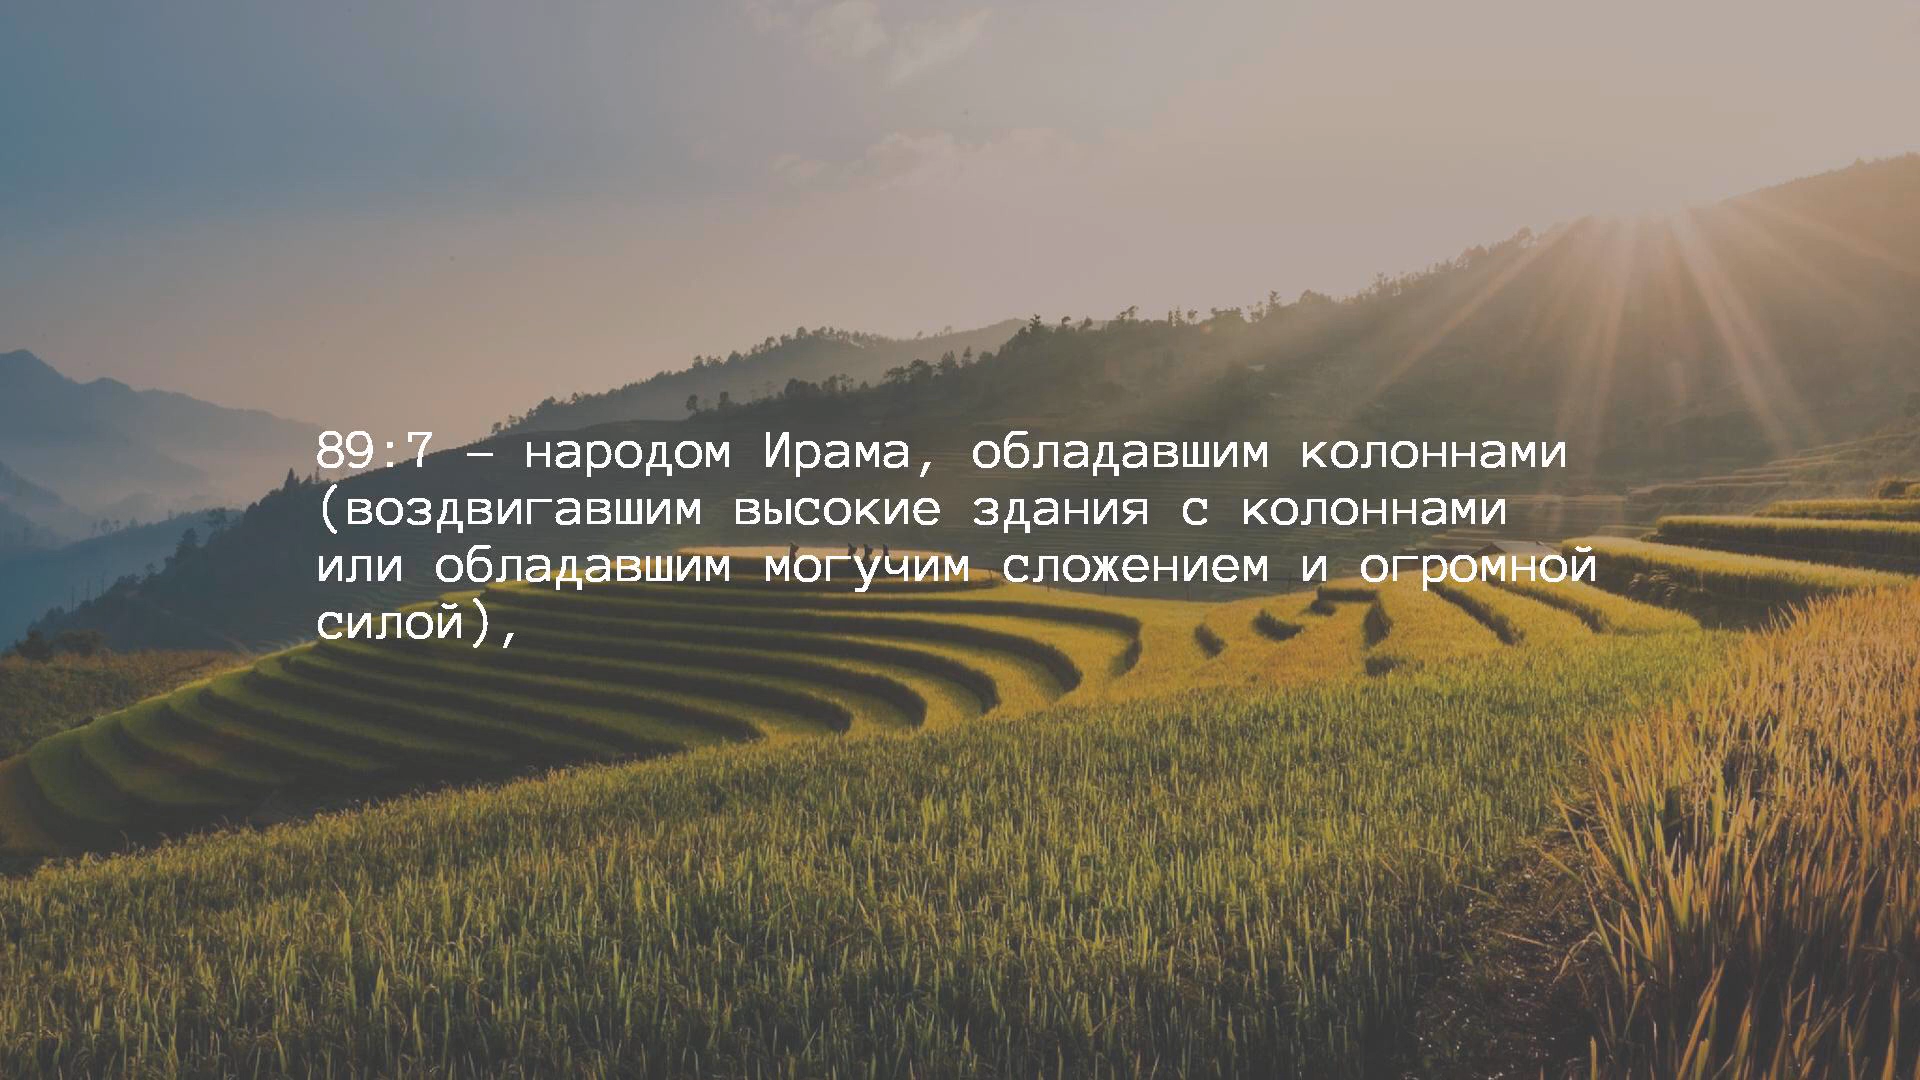 89:7 — народом Ирама, обладавшим колоннами
(воздвигавшим высокие здания с колоннами
или обладавшим могучим сложением и огромной
силой),